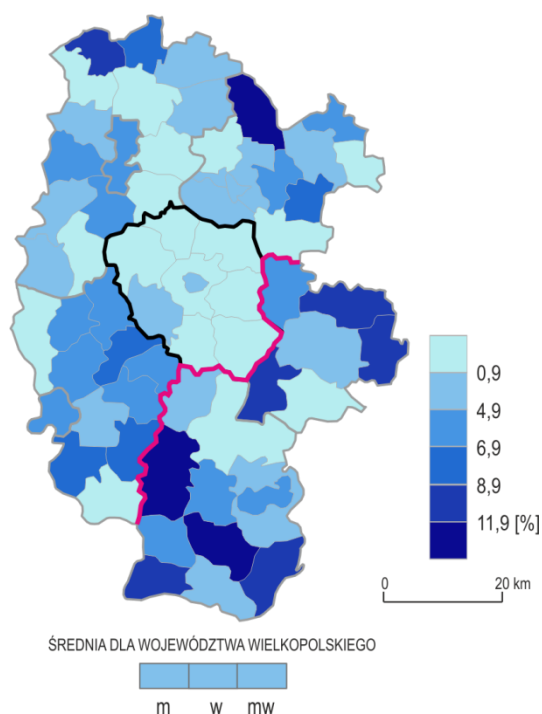 0,9
4,9
6,9
8,9
11,9 [%]
0 20 km
ŚREDNIA DLA WOJEWÓDZTWA WIELKOPOLSKIEGO
m w mw